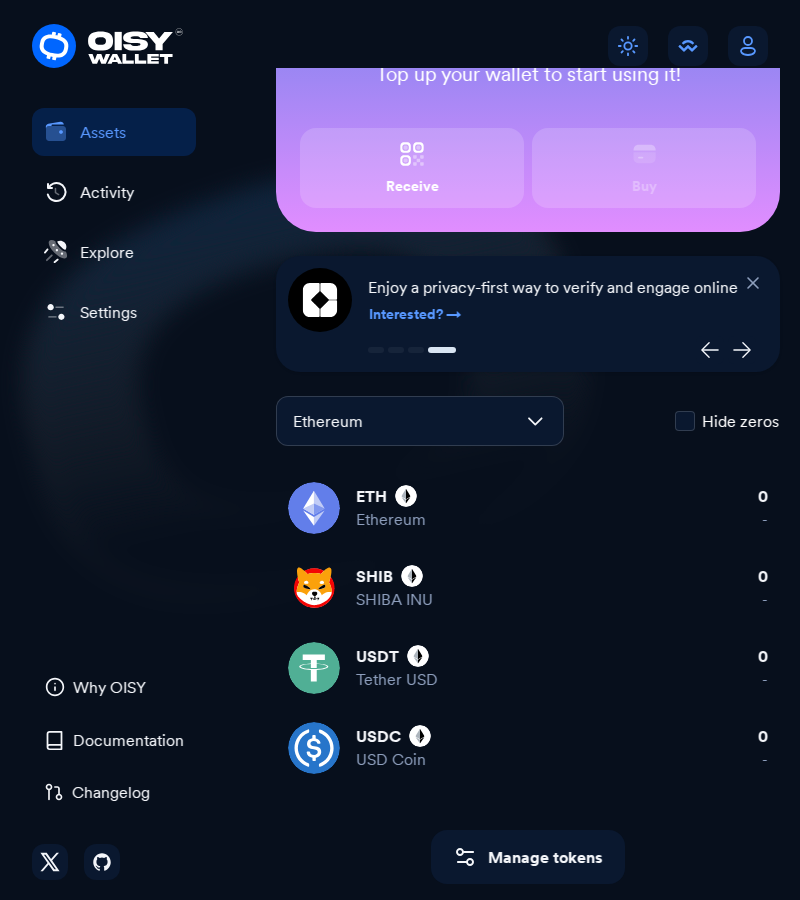 OISY
WALLET
Top up your wallet to start using it!
Assets
Activity
Explore
Settings
Receive
Buy
Enjoy a privacy-first way to verify and engage online
Interested?
Ethereum
Hide zeros
ETH
0
Ethereum
-
SHIB
0
SHIBA INU
-
USDT
0
Tether USD
-
USDC
0
USD Coin
-
Why OISY
Documentation
Changelog
Manage tokens